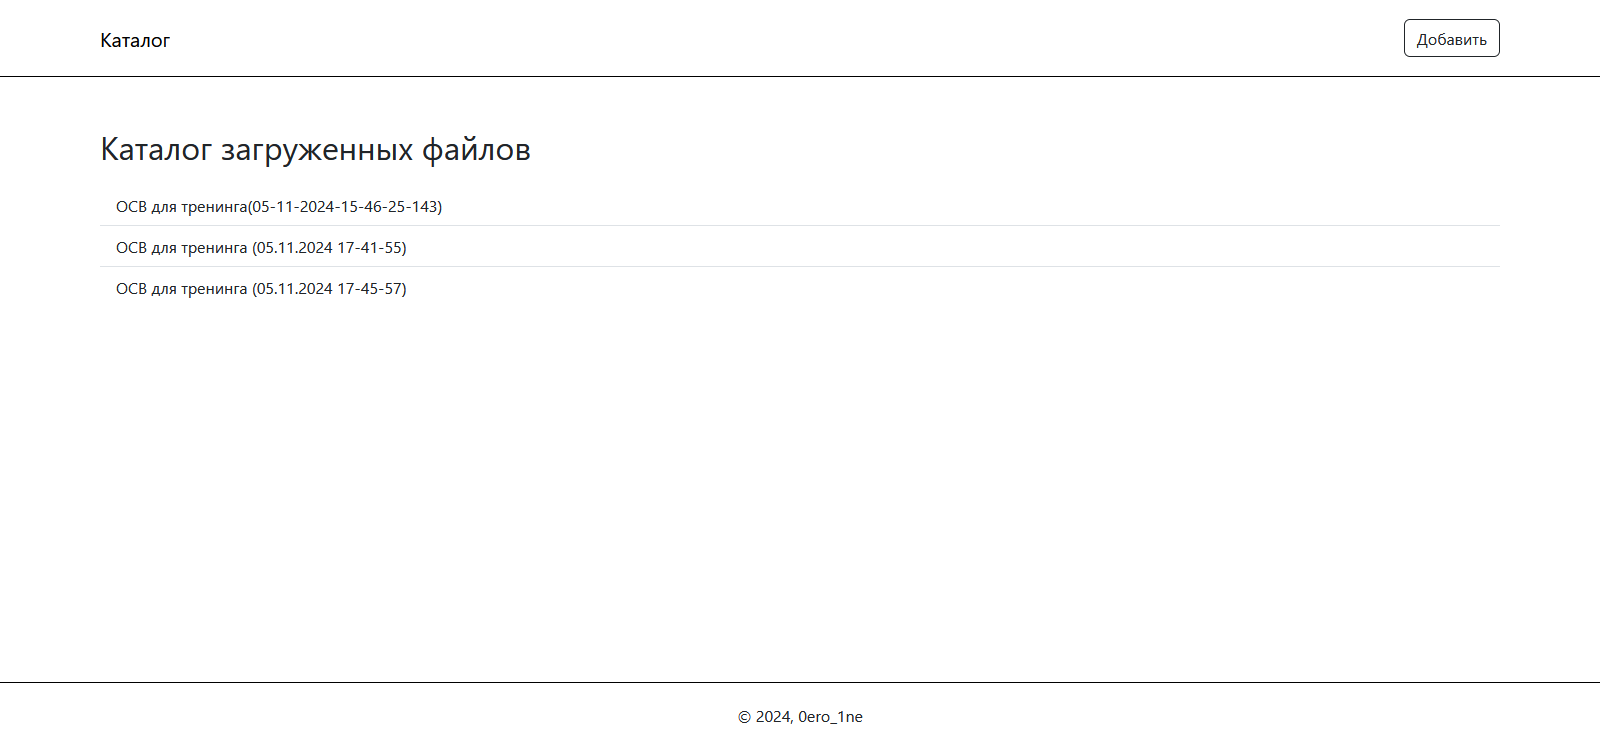 Каталог
Добавить
Каталог загруженных файлов
ОСВ для тренинга(05-11-2024-15-46-25-143)
ОСВ для тренинга (05.11.2024 17-41-55)
ОСВ для тренинга (05.11.2024 17-45-57)
© 2024, 0ero_1ne